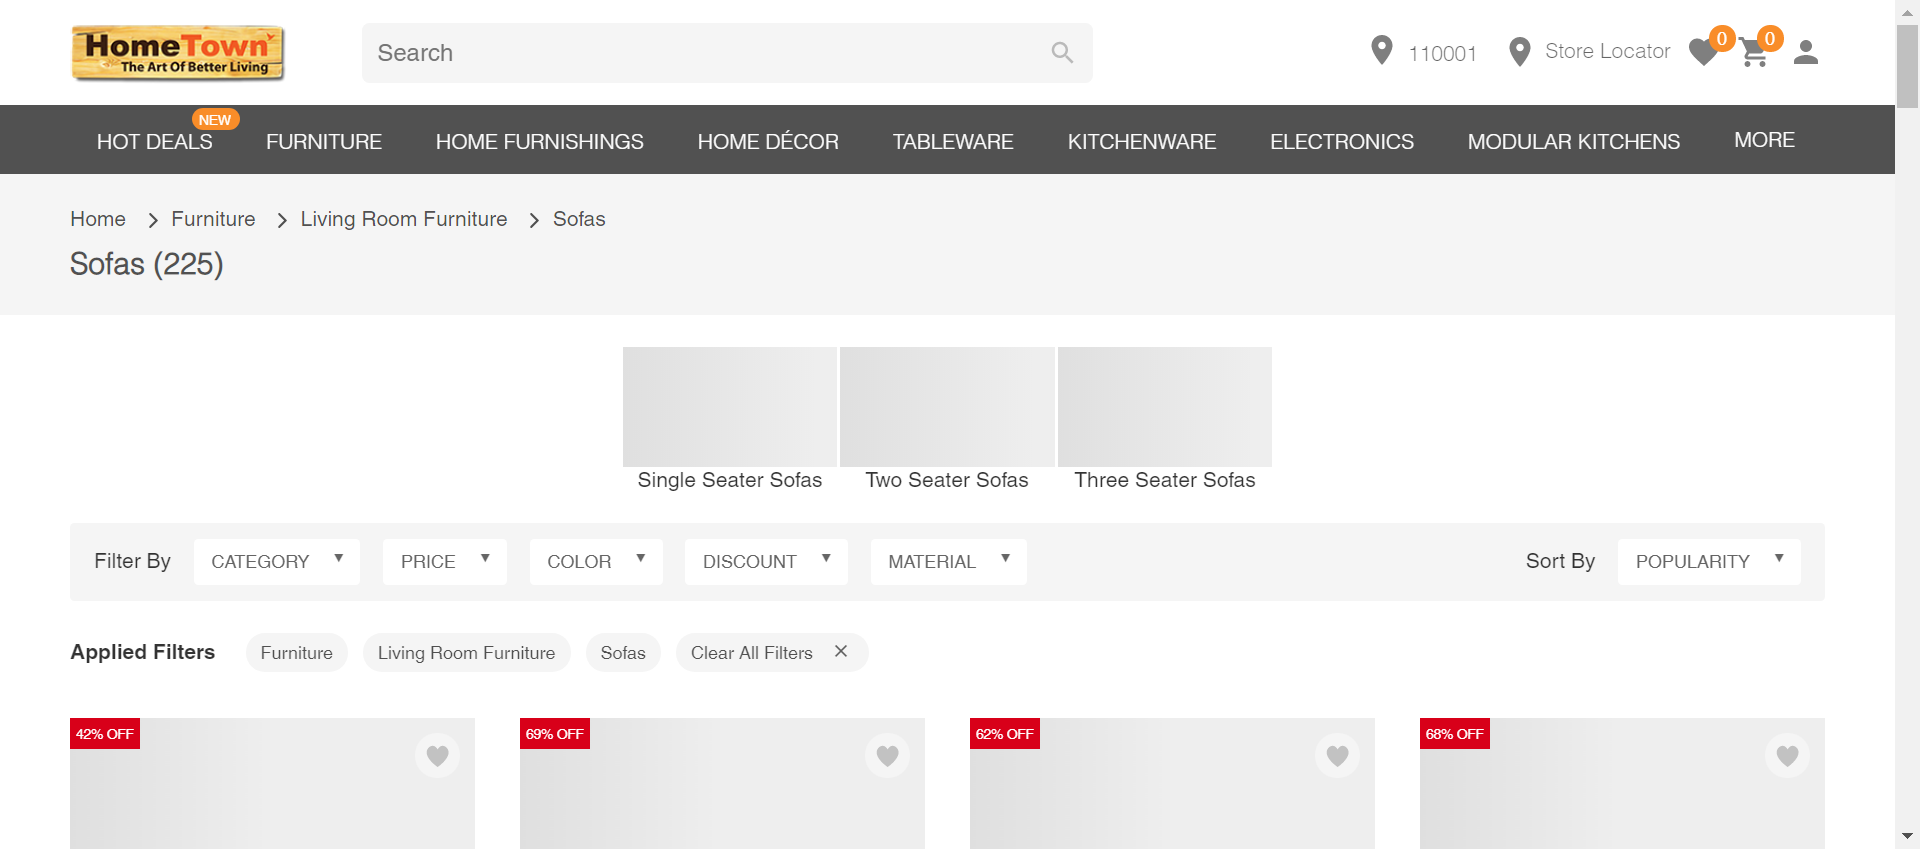 HomeTown
The Art Of Better Living
Search
110001
Store Locator
0
0
HOT DEALS
NEW
FURNITURE
HOME FURNISHINGS
HOME DÉCOR
TABLEWARE
KITCHENWARE
ELECTRONICS
MODULAR KITCHENS
MORE
Home
Furniture
Living Room Furniture
Sofas
Sofas (225)
Single Seater Sofas
Two Seater Sofas
Three Seater Sofas
Filter By
CATEGORY
PRICE
COLOR
DISCOUNT
MATERIAL
Sort By
POPULARITY
Applied Filters
Furniture
Living Room Furniture
Sofas
Clear All Filters
42% OFF
69% OFF
62% OFF
68% OFF